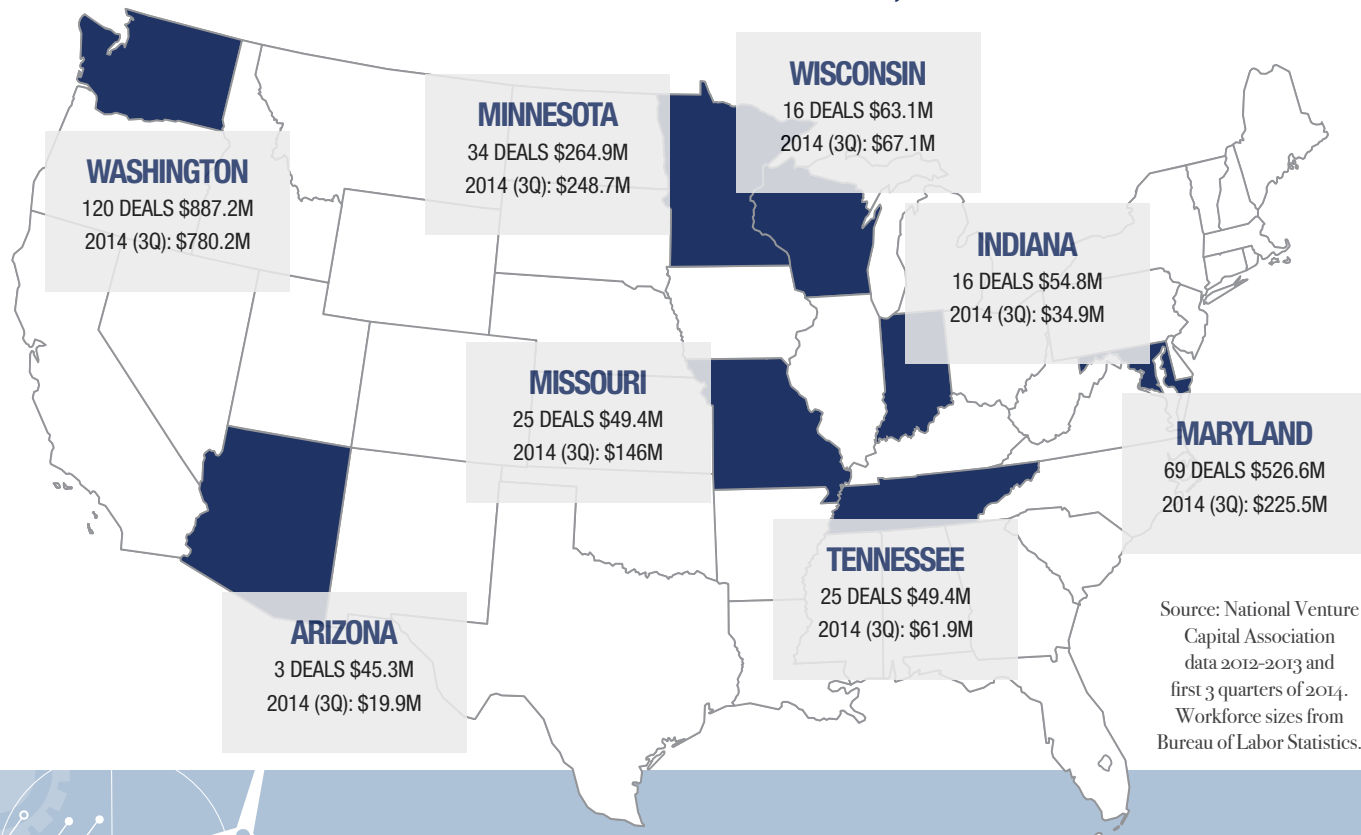 WISCONSIN
16 DEALS $63.1M
2014 (3Q): $67.1M
MINNESOTA
34 DEALS $264.9M
2014 (3Q): $248.7M
WASHINGTON
120 DEALS $887.2M
2014 (3Q): $780.2M
INDIANA
16 DEALS $54.8M
2014 (3Q): $34.9M
MISSOURI
25 DEALS $49.4M
2014 (3Q): $146M
MARYLAND
69 DEALS $526.6M
2014 (3Q): $225.5M
TENNESSEE
25 DEALS $49.4M
2014 (3Q): $61.9M
ARIZONA
3 DEALS $45.3M
2014 (3Q): $19.9M
Source: National Venture
Capital Association
data 2012-2013 and
first 3 quarters of 2014.
Workforce sizes from
Bureau of Labor Statistics.